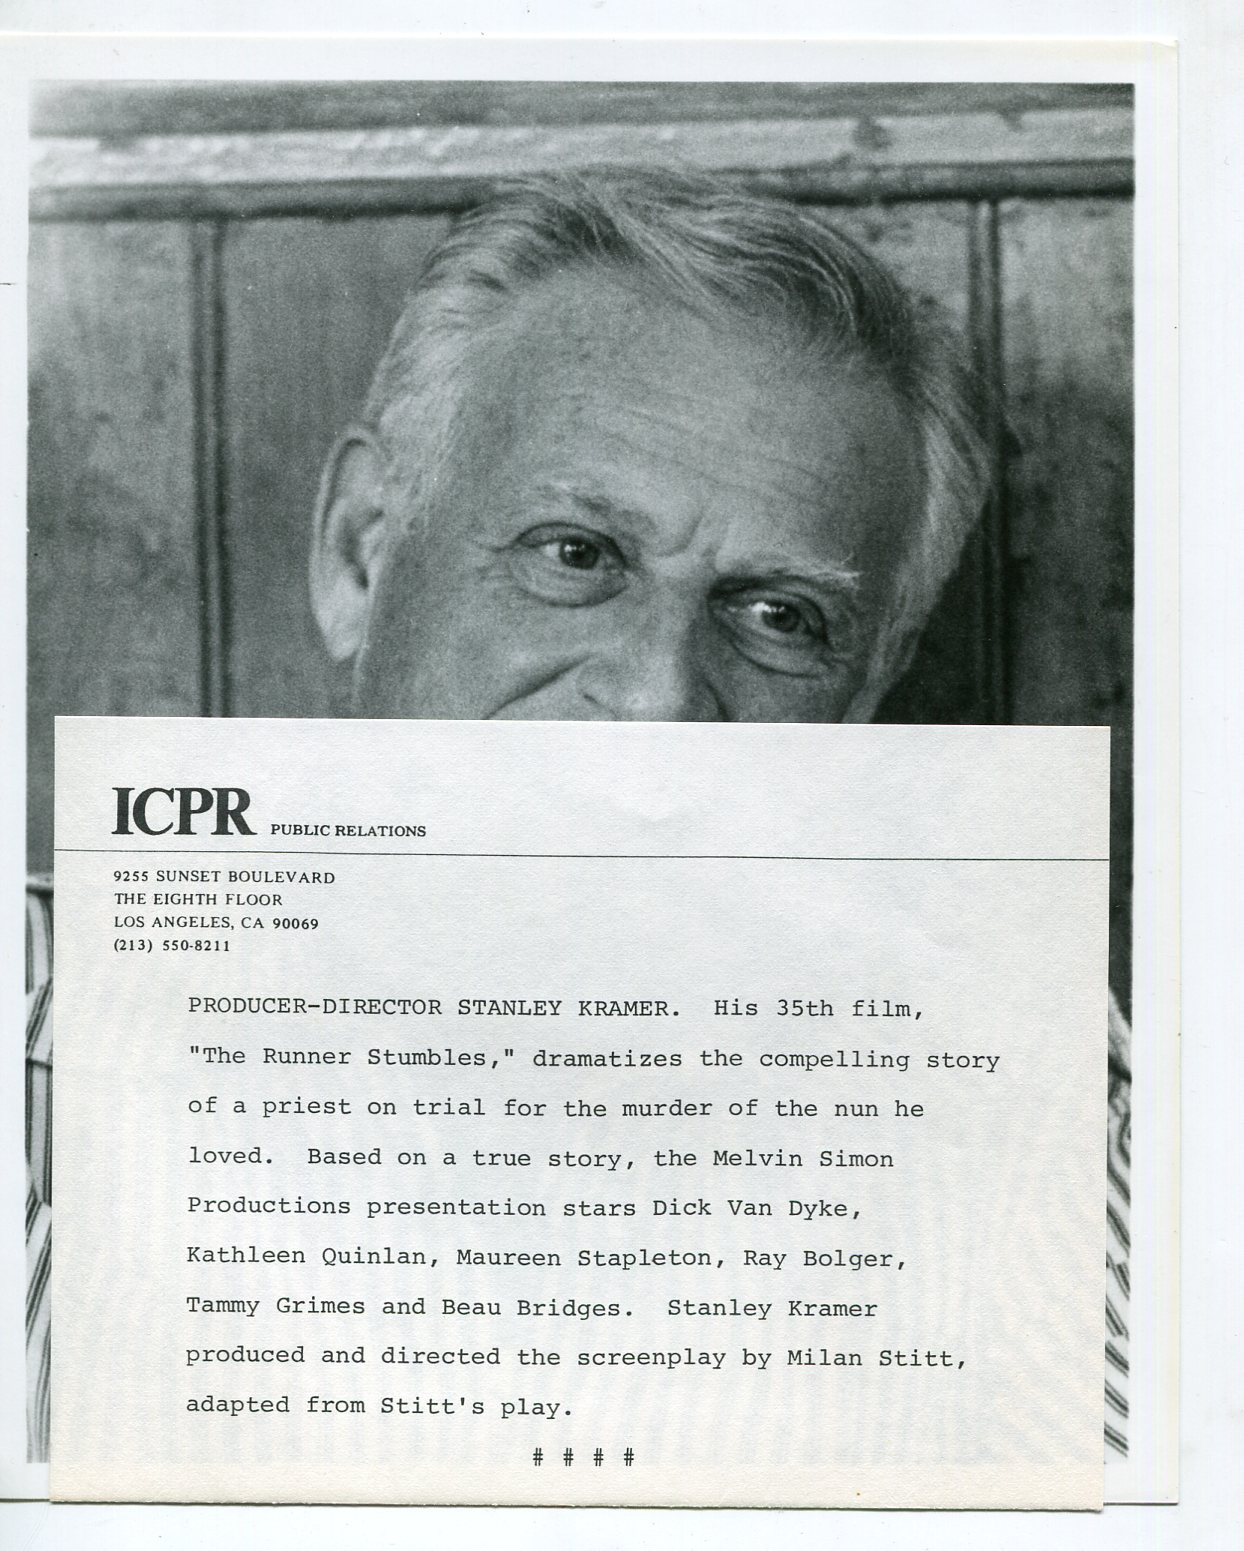 ICPR PUBLIC RELATIONS
9255 SUNSET BOULEVARD
THE EIGHTH FLOOR
LOS ANGELES, CA 90069
(213) 550-8211
PRODUCER-DIRECTOR STANLEY KRAMER. His 35th film,
"The Runner Stumbles," dramatizes the compelling story
of a priest on trial for the murder of the nun he
loved. Based on a true story, the Melvin Simon
Productions presentation stars Dick Van Dyke,
Kathleen Quinlan, Maureen Stapleton, Ray Bolger,
Tammy Grimes and Beau Bridges. Stanley Kramer
produced and directed the screenplay by Milan Stitt,
adapted from Stitt's play.
# # # #